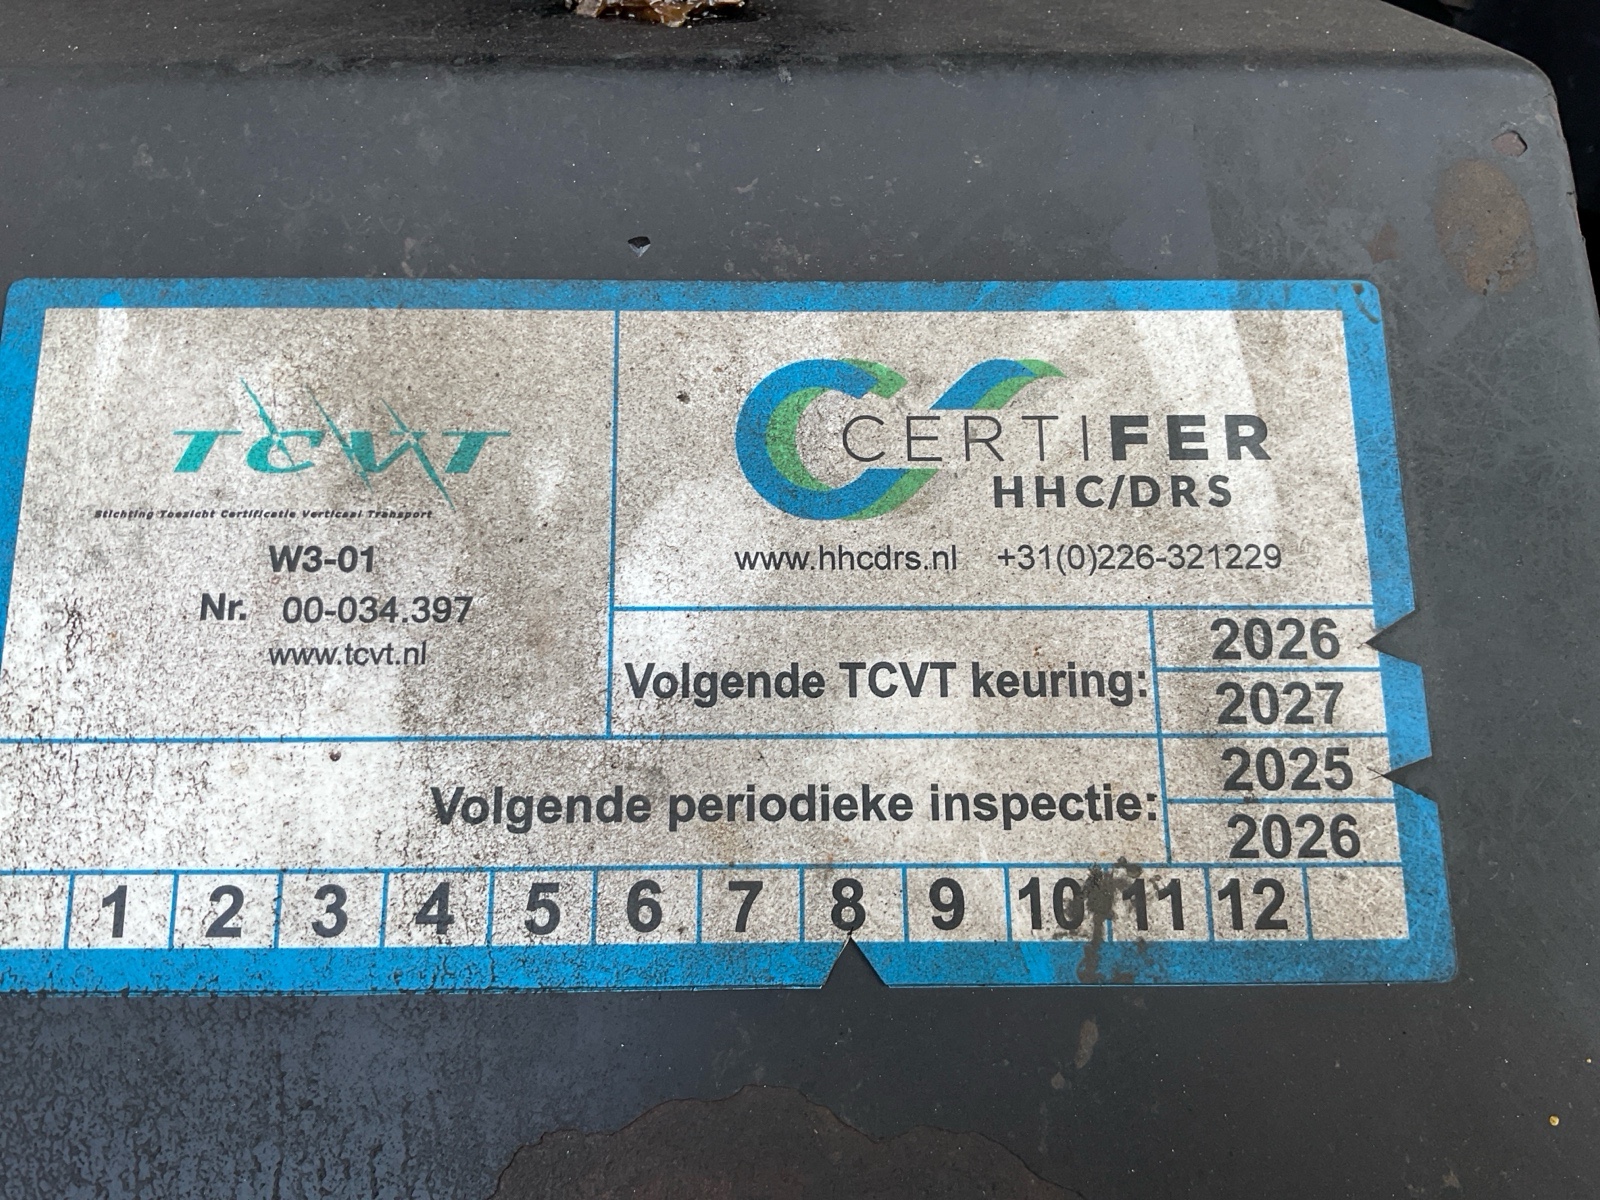 TCVT
Stichting Toezicht Certificatie Verticaal Transport
W3-01
Nr. 00-034.397
www.tcvt.nl
CERTIFER
HHC/DRS
www.hhcdrs.nl +31(0)226-321229
Volgende TCVT keuring:
2026
2027
Volgende periodieke inspectie:
2025
2026
1 2 3 4 5 6 7 8 9 10 11 12